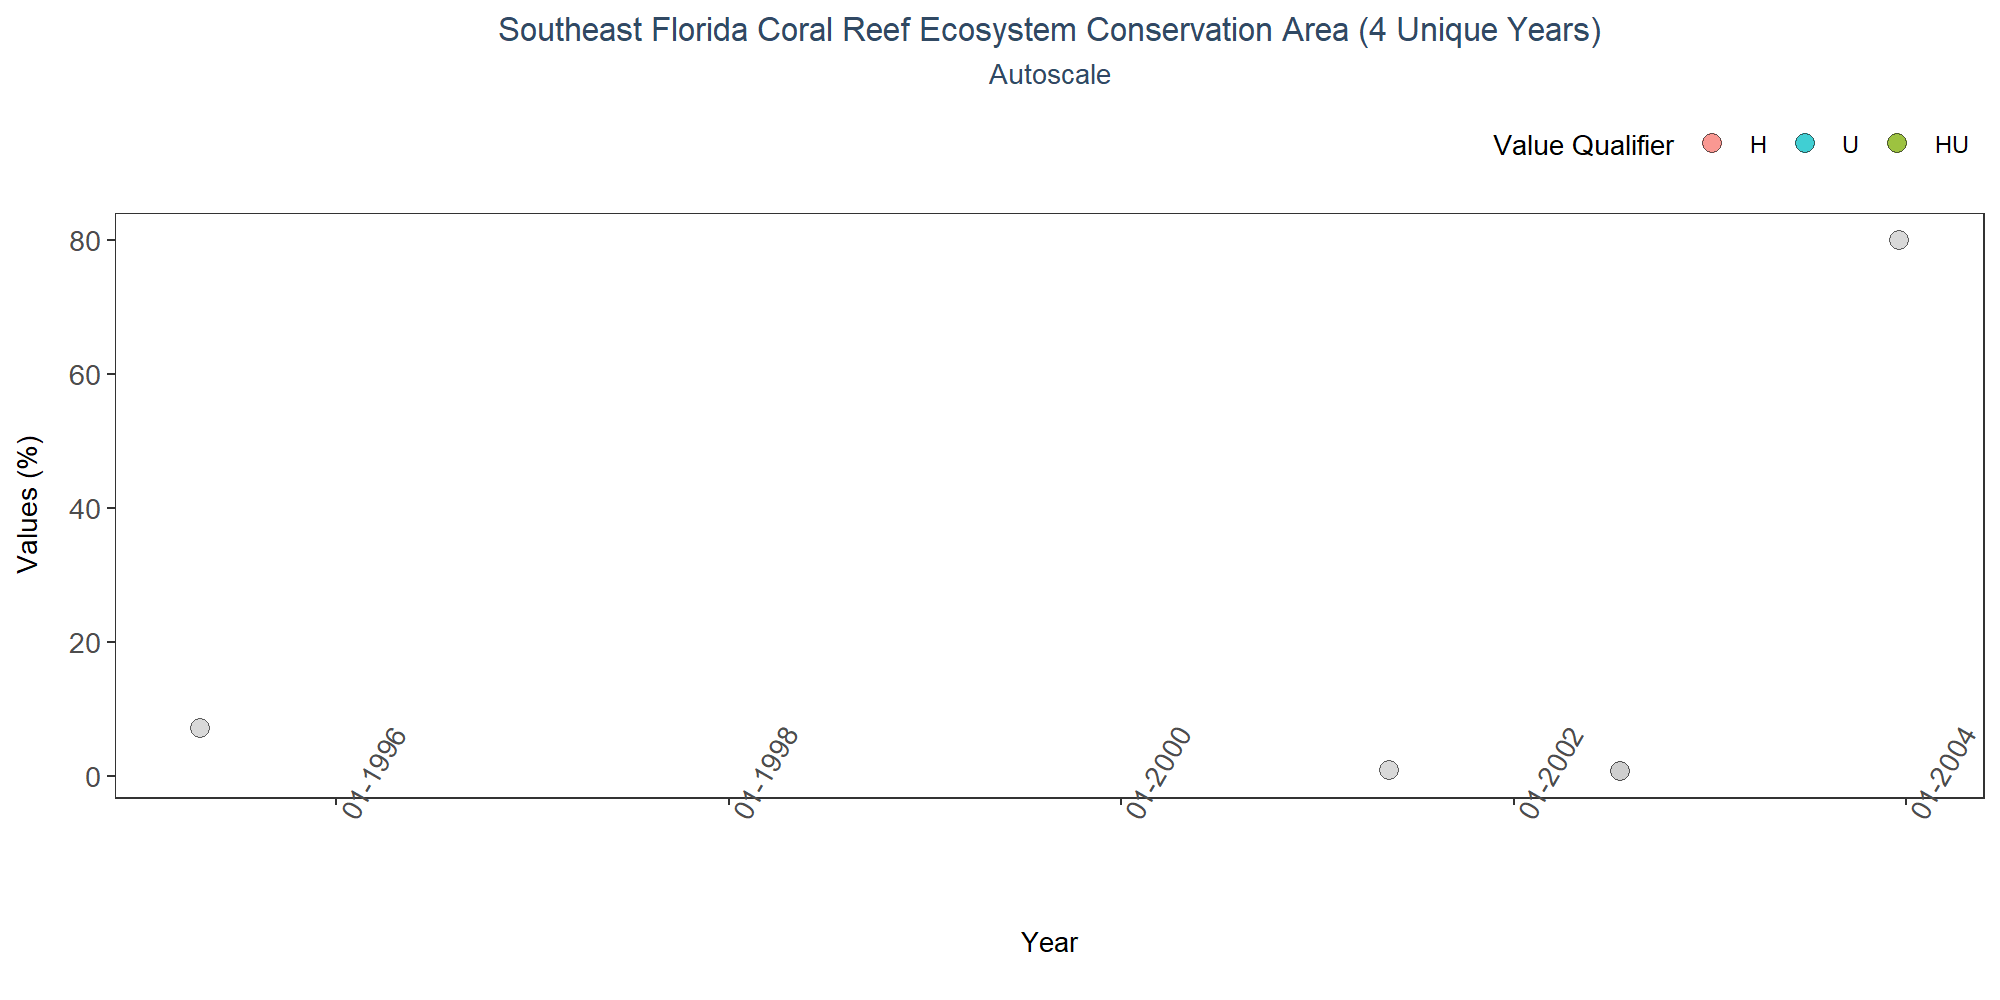 Southeast Florida Coral Reef Ecosystem Conservation Area (4 Unique Years)
Autoscale
Value Qualifier H U HU
80
60
40
20
0
Values (%)
01-1996 01-1998 01-2000 01-2002 01-2004
Year